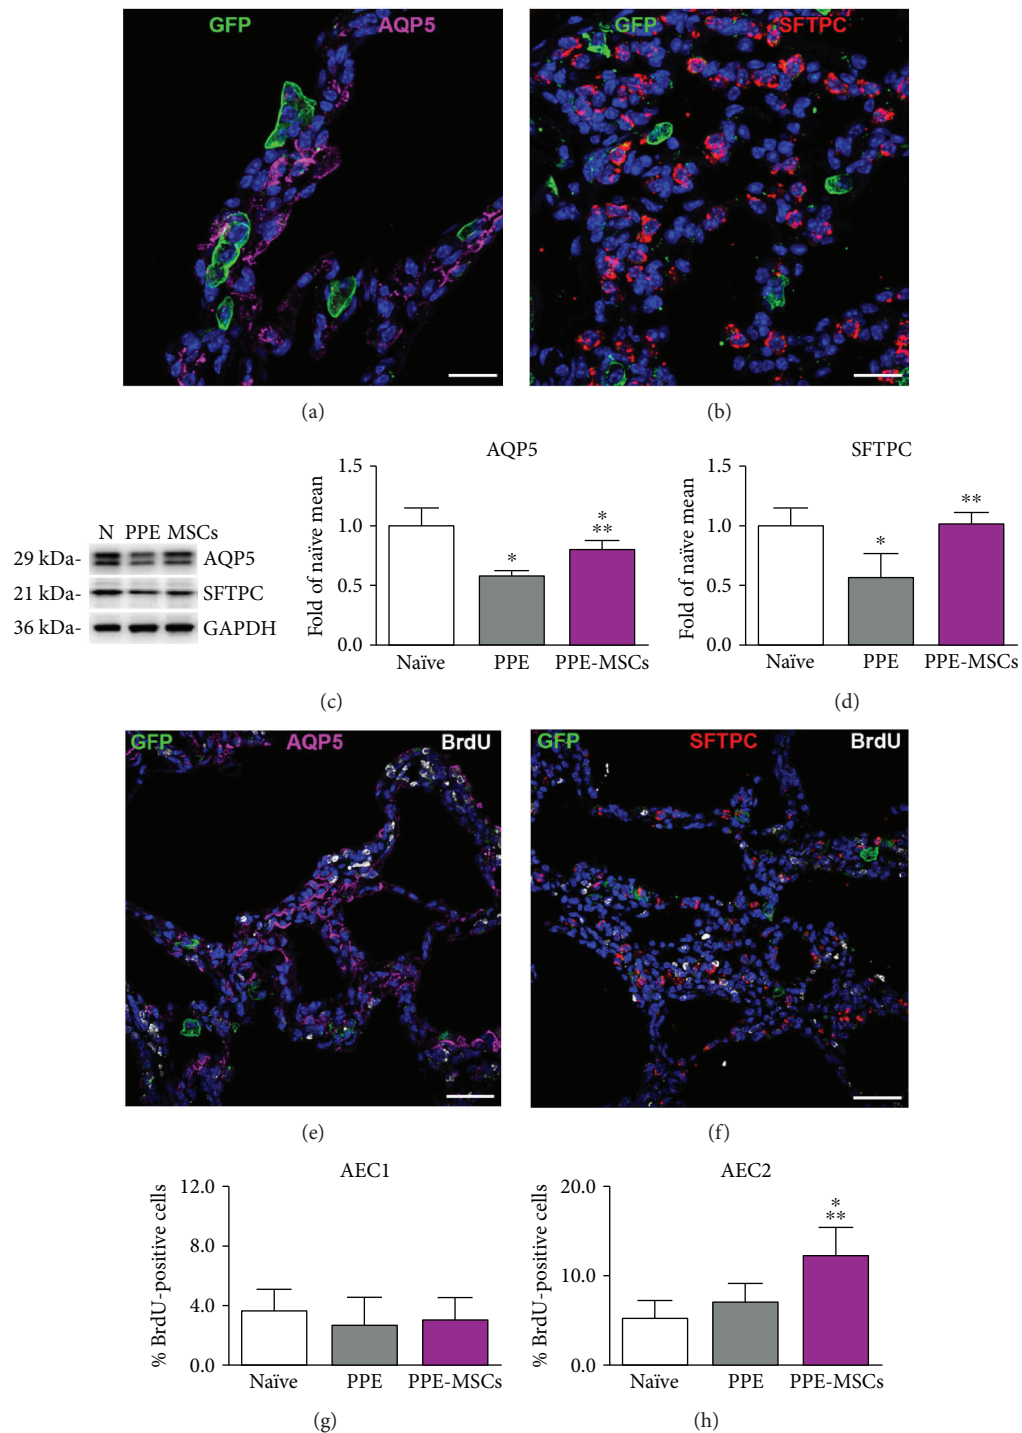 GFP AQP5
GFP SFTPC
(a)
(b)
N PPE MSCs
29 kDa- AQP5
21 kDa- SFTPC
36 kDa- GAPDH
AQP5
Fold of naïve mean
1.5
1.0
0.5
0.0
*
*
**
Naïve PPE PPE-MSCs
(c)
SFTPC
Fold of naïve mean
1.5
1.0
0.5
0.0
*
**
Naïve PPE PPE-MSCs
(d)
GFP AQP5 BrdU
GFP SFTPC BrdU
(e)
(f)
AEC1
% BrdU-positive cells
12.0
8.0
4.0
0.0
Naïve PPE PPE-MSCs
(g)
AEC2
% BrdU-positive cells
20.0
10.0
0.0
*
**
Naïve PPE PPE-MSCs
(h)